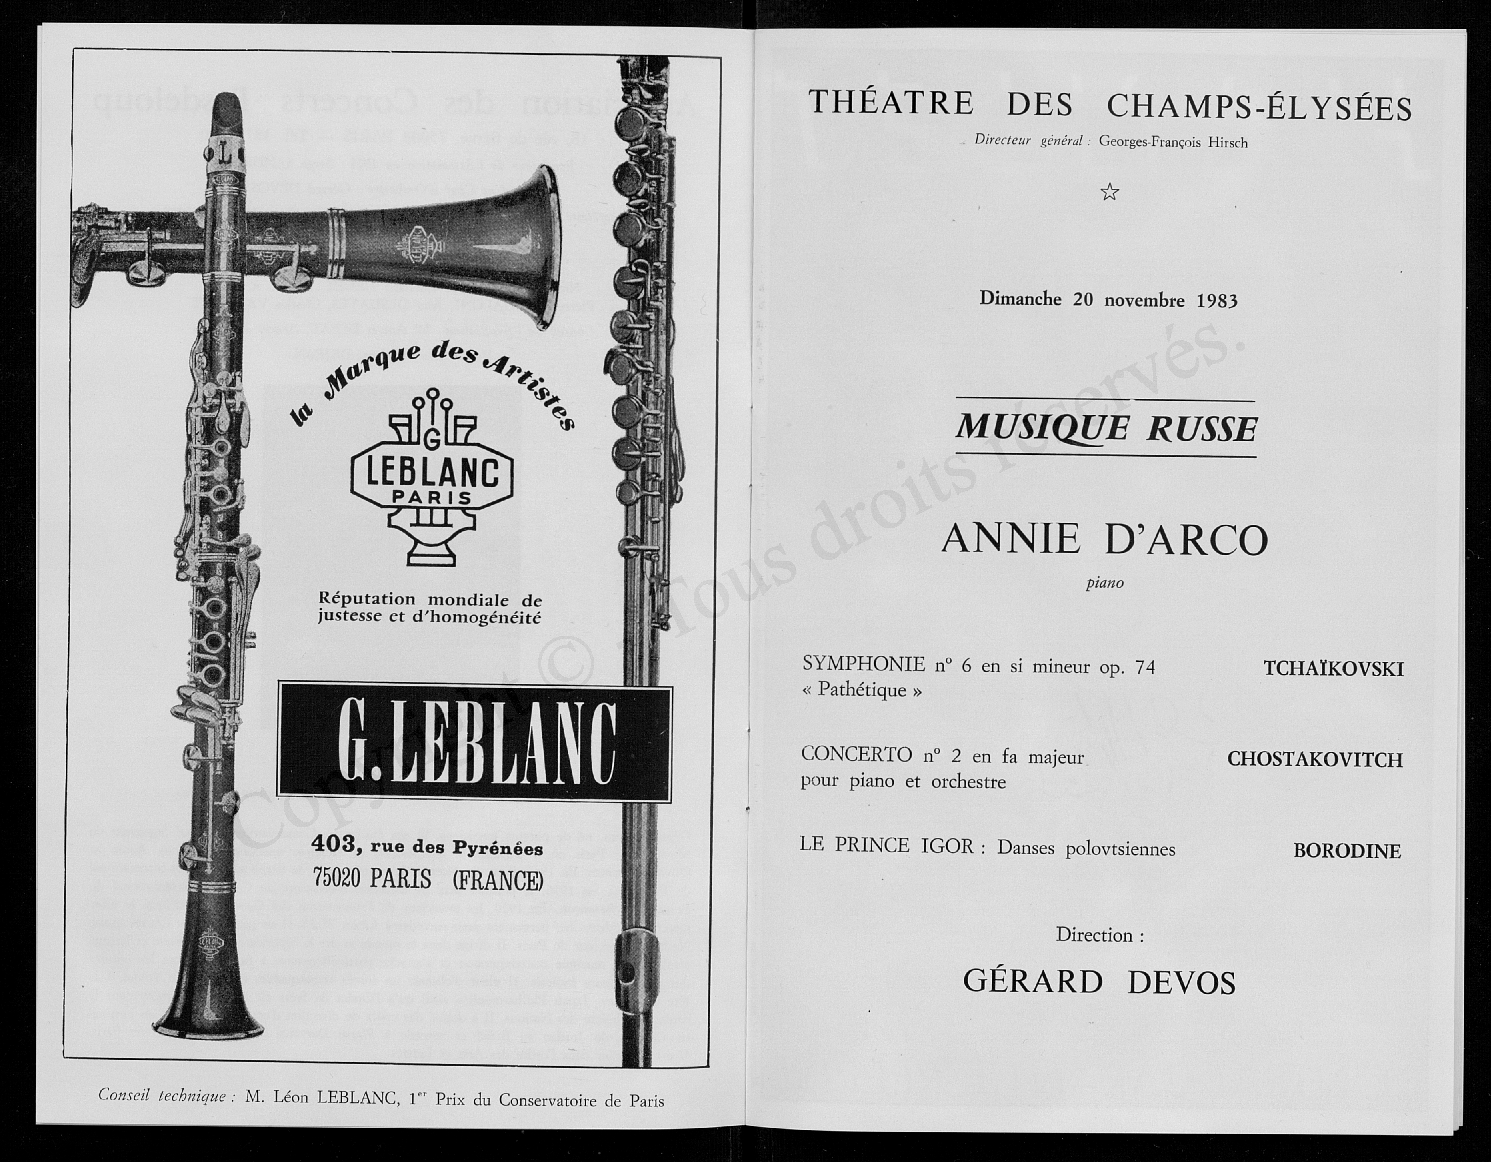 la Marque des Artistes
G
LEBLANC
PARIS
Réputation mondiale de
justesse et d'homogénéité
G. LEBLANC
403, rue des Pyrénées
75020 PARIS (FRANCE)
Conseil technique : M. Léon LEBLANC, 1er Prix du Conservatoire de Paris
THÉATRE DES CHAMPS-ÉLYSÉES
Directeur général : Georges-François Hirsch
Dimanche 20 novembre 1983
MUSIQUE RUSSE
ANNIE D'ARCO
piano
SYMPHONIE n° 6 en si mineur op. 74 TCHAÏKOVSKI
« Pathétique »
CONCERTO n° 2 en fa majeur CHOSTAKOVITCH
pour piano et orchestre
LE PRINCE IGOR : Danses polovtsiennes BORODINE
Direction :
GÉRARD DEVOS
Copyright © - Tous droits réservés.